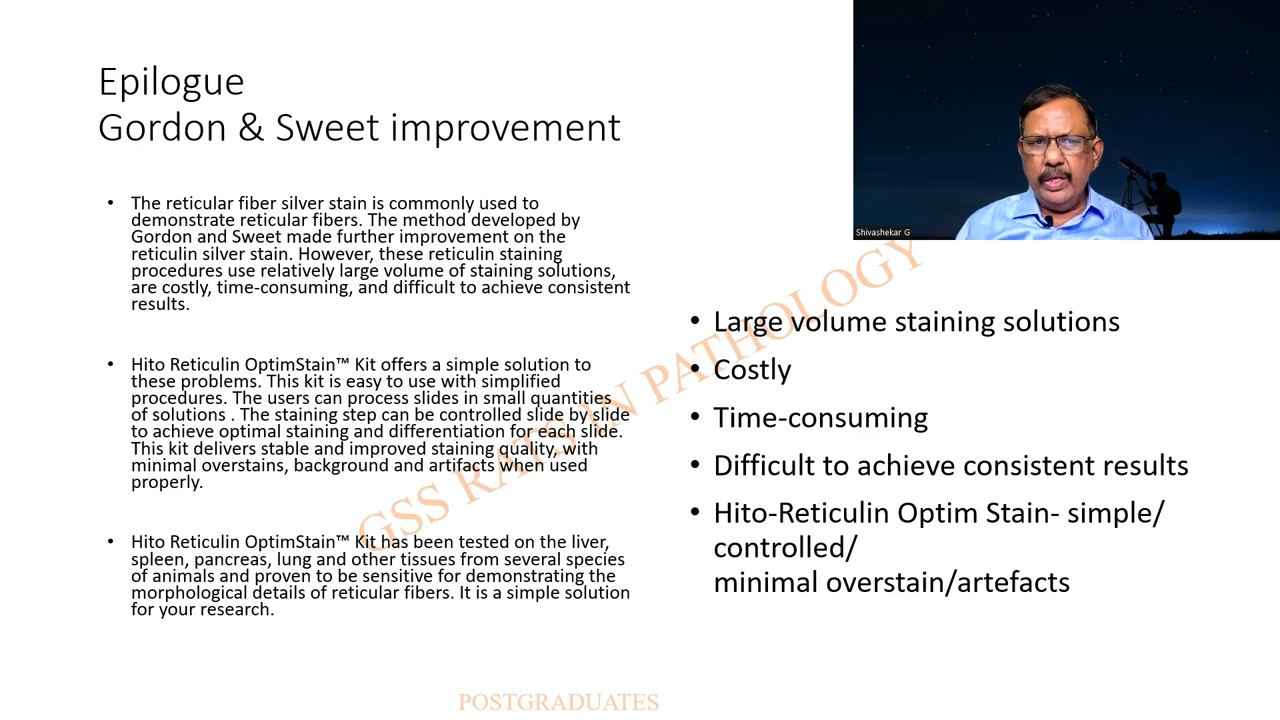 Epilogue
Gordon & Sweet improvement
• The reticular fiber silver stain is commonly used to
demonstrate reticular fibers. The method developed by
Gordon and Sweet made further improvement on the
reticulin silver stain. However, these reticulin staining
procedures use relatively large volume of staining solutions,
are costly, time-consuming, and difficult to achieve consistent
results.
• Hito Reticulin OptimStain™ Kit offers a simple solution to
these problems. This kit is easy to use with simplified
procedures. The users can process slides in small quantities
of solutions . The staining step can be controlled slide by slide
to achieve optimal staining and differentiation for each slide.
This kit delivers stable and improved staining quality, with
minimal overstains, background and artifacts when used
properly.
• Hito Reticulin OptimStain™ Kit has been tested on the liver,
spleen, pancreas, lung and other tissues from several species
of animals and proven to be sensitive for demonstrating the
morphological details of reticular fibers. It is a simple solution
for your research.
• Large volume staining solutions
• Costly
• Time-consuming
• Difficult to achieve consistent results
• Hito-Reticulin Optim Stain- simple/
controlled/
minimal overstain/artefacts
Shivashekar G
GSS RATS IN PATHOLOGY
POSTGRADUATES